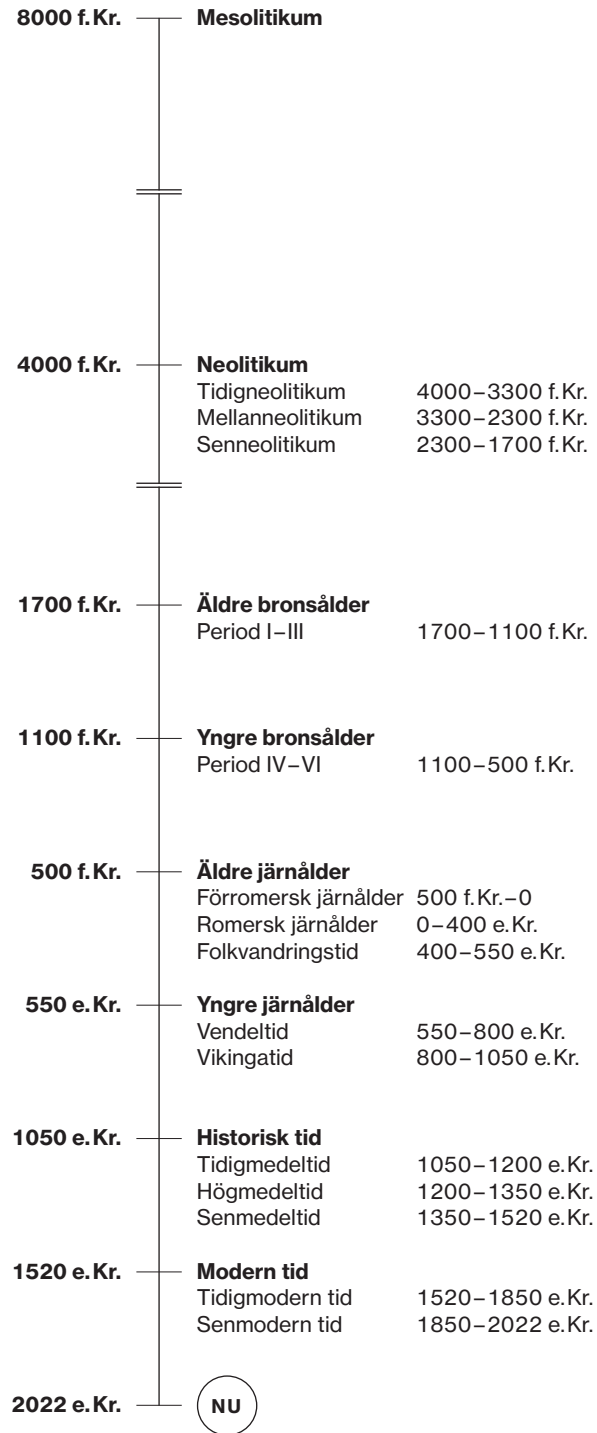 8000 f.Kr. Mesolitikum
4000 f.Kr. Neolitikum
Tidigneolitikum 4000–3300 f.Kr.
Mellanneolitikum 3300–2300 f.Kr.
Senneolitikum 2300–1700 f.Kr.
1700 f.Kr. Äldre bronsålder
Period I–III 1700–1100 f.Kr.
1100 f.Kr. Yngre bronsålder
Period IV–VI 1100–500 f.Kr.
500 f.Kr. Äldre järnålder
Förromersk järnålder 500 f.Kr.–0
Romersk järnålder 0–400 e.Kr.
Folkvandringstid 400–550 e.Kr.
550 e.Kr. Yngre järnålder
Vendeltid 550–800 e.Kr.
Vikingatid 800–1050 e.Kr.
1050 e.Kr. Historisk tid
Tidigmedeltid 1050–1200 e.Kr.
Högmedeltid 1200–1350 e.Kr.
Senmedeltid 1350–1520 e.Kr.
1520 e.Kr. Modern tid
Tidigmodern tid 1520–1850 e.Kr.
Senmodern tid 1850–2022 e.Kr.
2022 e.Kr. NU